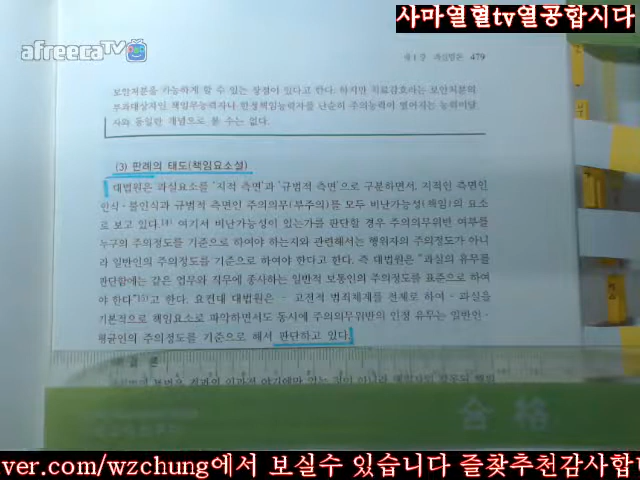 사마열혈tv열공합시다
afreecaTV
제1장 과실범론 479
보안처분을 가능하게 할 수 있는 장점이 있다고 한다. 하지만 치료감호라는 보안처분의
부과대상자인 책임무능력자나 한정책임능력자를 단순히 주의능력이 떨어지는 능력미달
자와 동일한 개념으로 볼 수는 없다.
(3) 판례의 태도(책임요소설)
대법원은 과실요소를 '지적 측면'과 '규범적 측면'으로 구분하면서, 지적인 측면인
인식·불인식과 규범적 측면인 주의의무(부주의)를 모두 비난가능성(책임)의 요소
로 보고 있다. 여기서 비난가능성이 있는가를 판단할 경우 주의의무위반 여부를
누구의 주의정도를 기준으로 하여야 하는지와 관련해서는 행위자의 주의정도가 아니
라 일반인의 주의정도를 기준으로 하여야 한다고 한다. 즉 대법원은 "과실의 유무를
판단함에는 같은 업무와 직무에 종사하는 일반적 보통인의 주의정도를 표준으로 하여
야 한다"고 한다. 요컨대 대법원은 - 고전적 범죄체계를 전제로 하여 - 과실을
기본적으로 책임요소로 파악하면서도 동시에 주의의무위반의 인정 유무는 일반인·
평균인의 주의정도를 기준으로 해서 판단하고 있다.
결 론
合格
ver.com/wzchung에서 보실수 있습니다 즐찾추천감사합